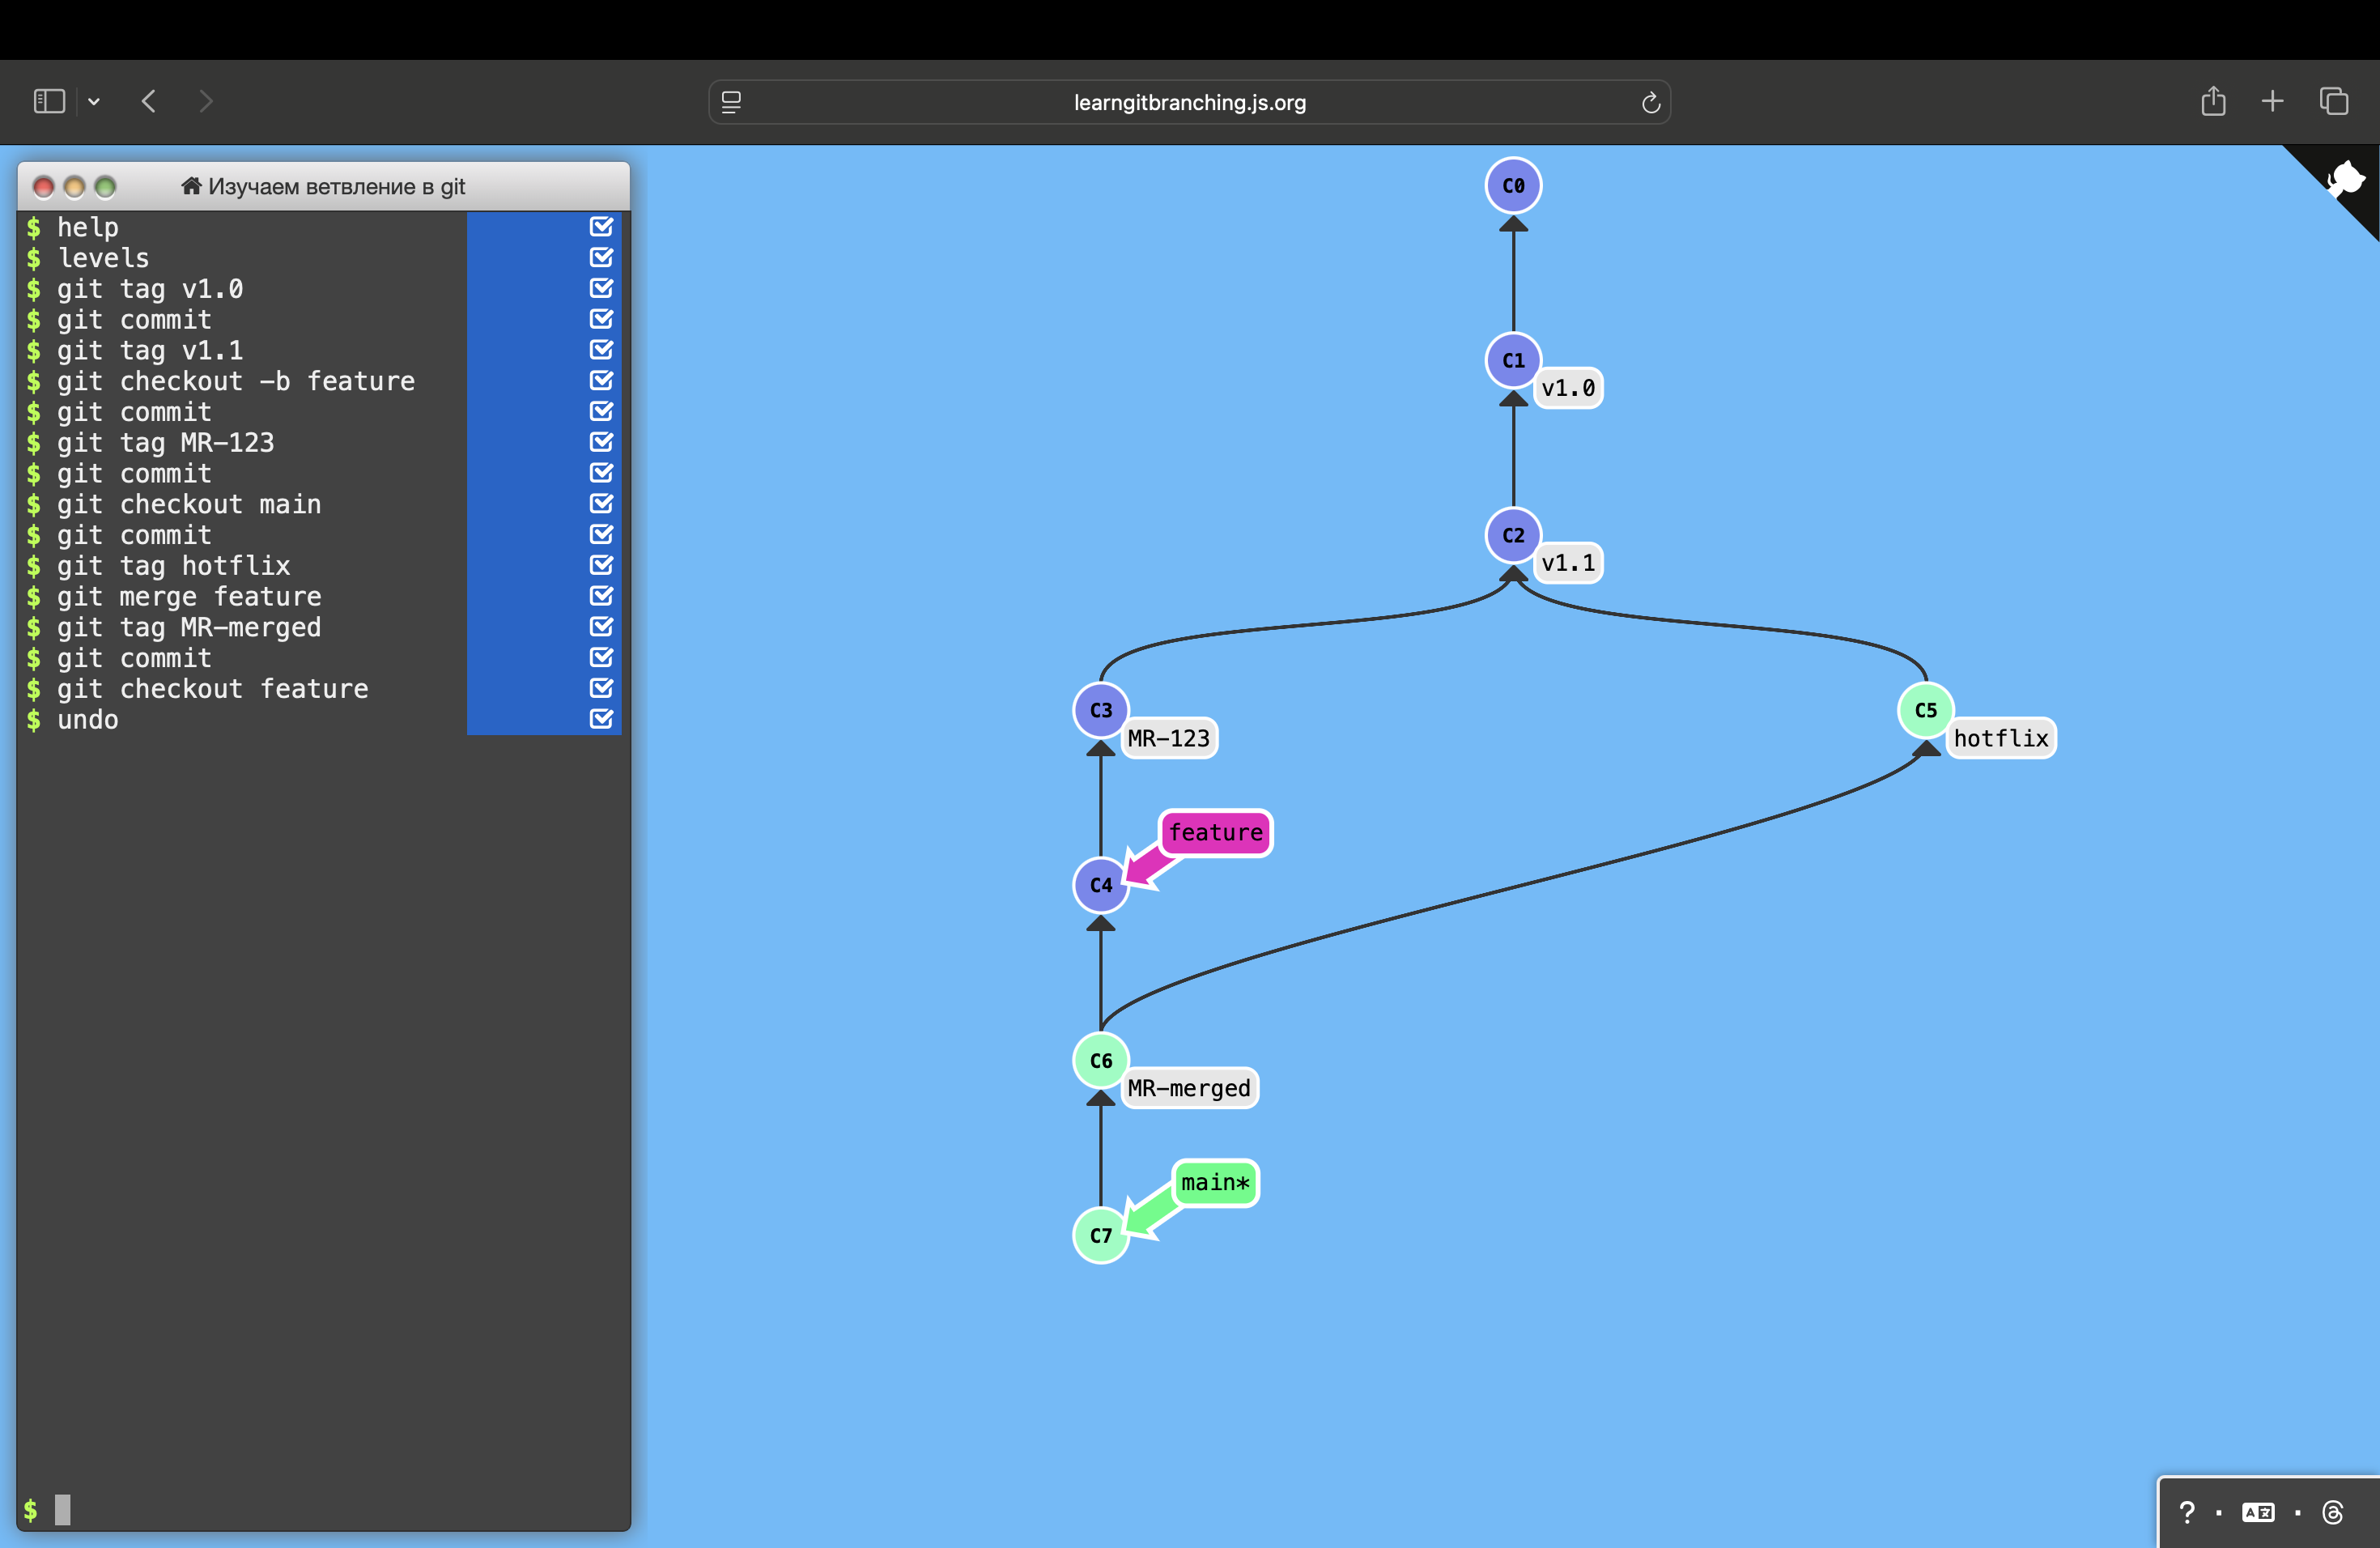 learngitbranching.js.org
Изучаем ветвление в git
$ help
$ levels
$ git tag v1.0
$ git commit
$ git tag v1.1
$ git checkout -b feature
$ git commit
$ git tag MR-123
$ git commit
$ git checkout main
$ git commit
$ git tag hotflix
$ git merge feature
$ git tag MR-merged
$ git commit
$ git checkout feature
$ undo
$
C0
C1
v1.0
C2
v1.1
C3
MR-123
C5
hotflix
feature
C4
C6
MR-merged
main*
C7
? · A文 ·